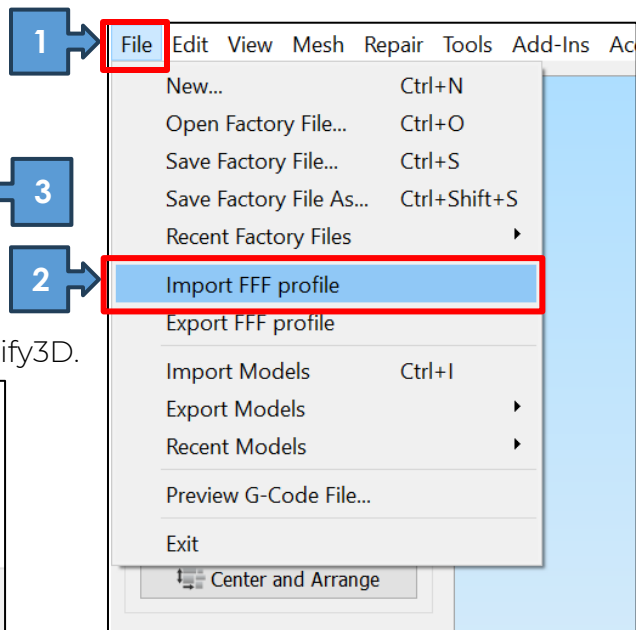 1
File Edit View Mesh Repair Tools Add-Ins
New... Ctrl+N
Open Factory File... Ctrl+O
Save Factory File... Ctrl+S
3
Save Factory File As... Ctrl+Shift+S
Recent Factory Files
2
Import FFF profile
Export FFF profile
ify3D.
Import Models Ctrl+I
Export Models
Recent Models
Preview G-Code File...
Exit
Center and Arrange